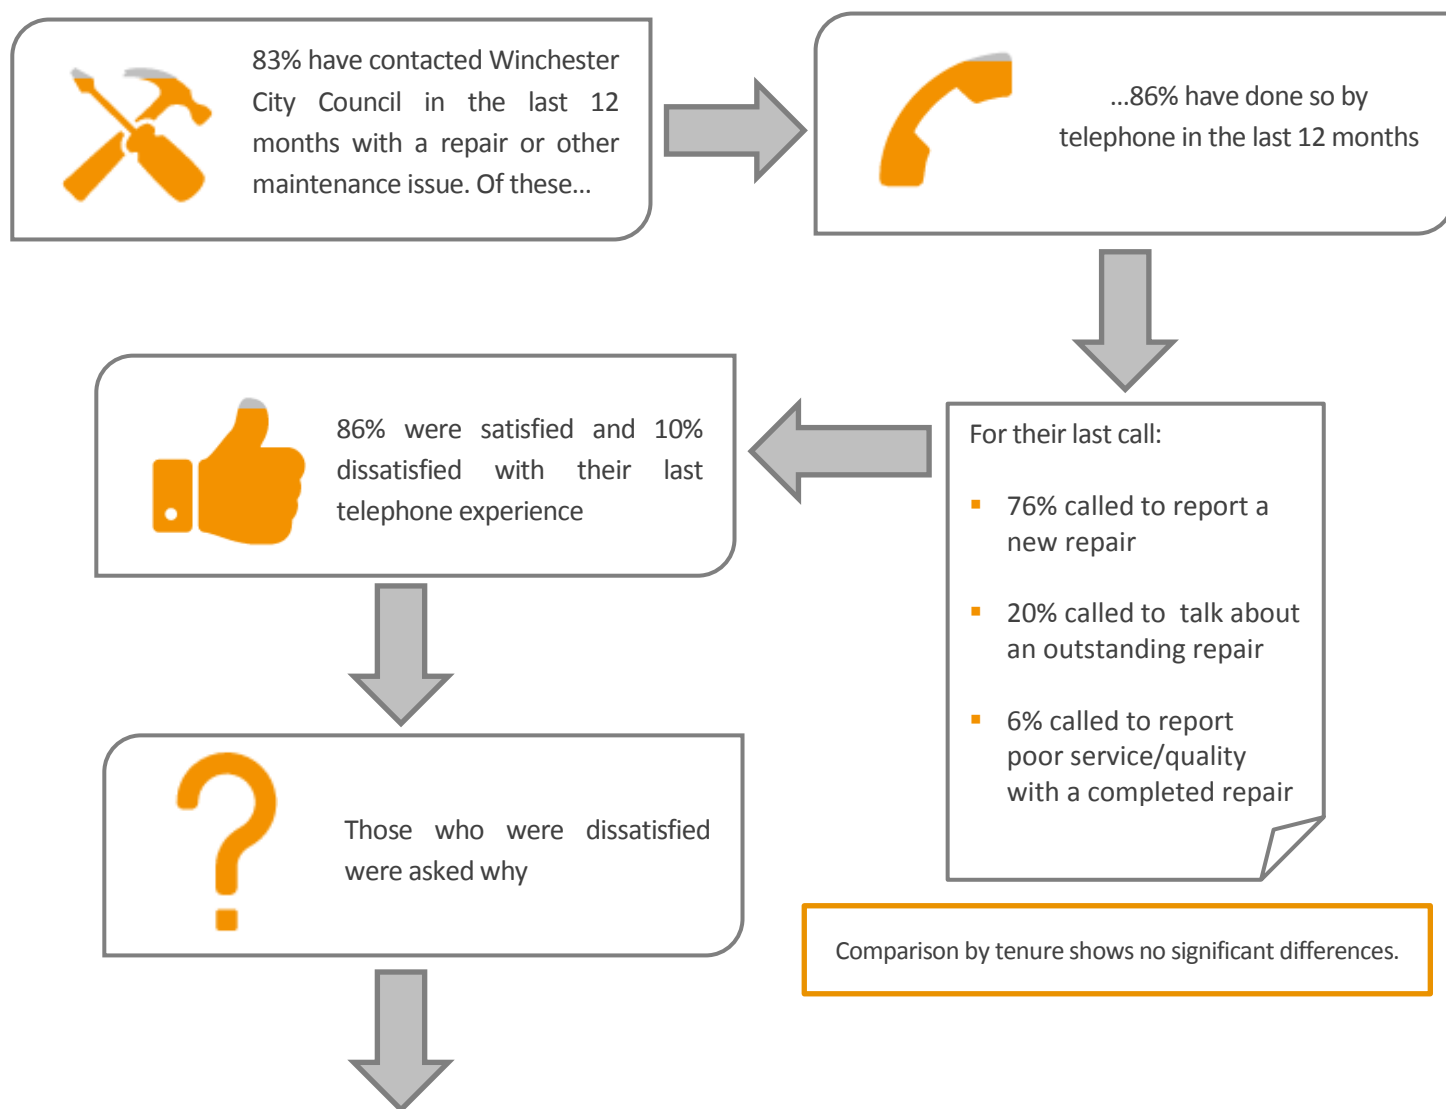 83% have contacted Winchester
City Council in the last 12
months with a repair or other
maintenance issue. Of these...
...86% have done so by
telephone in the last 12 months
For their last call:
76% called to report a
new repair
20% called to  talk about
an outstanding repair
6% called to report
poor service/quality
with a completed repair
86% were satisfied and 10%
dissatisfied with their last
telephone experience
Those who were dissatisfied
were asked why
Comparison by tenure shows no significant differences.